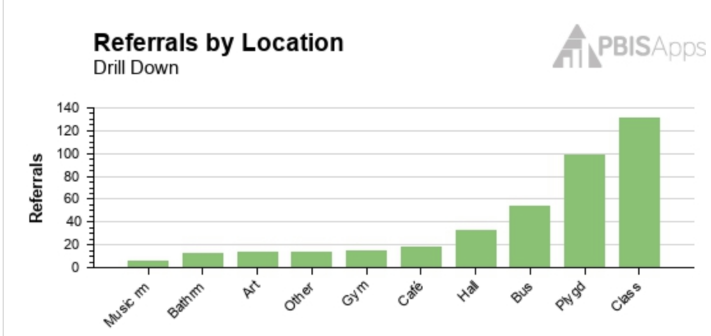 Referrals by Location
Drill Down
PBISApps
Referrals
140
120
100
80
60
40
20
0
Music rm
Bathrm
Art
Other
Gym
Café
Hall
Bus
Plygd
Class